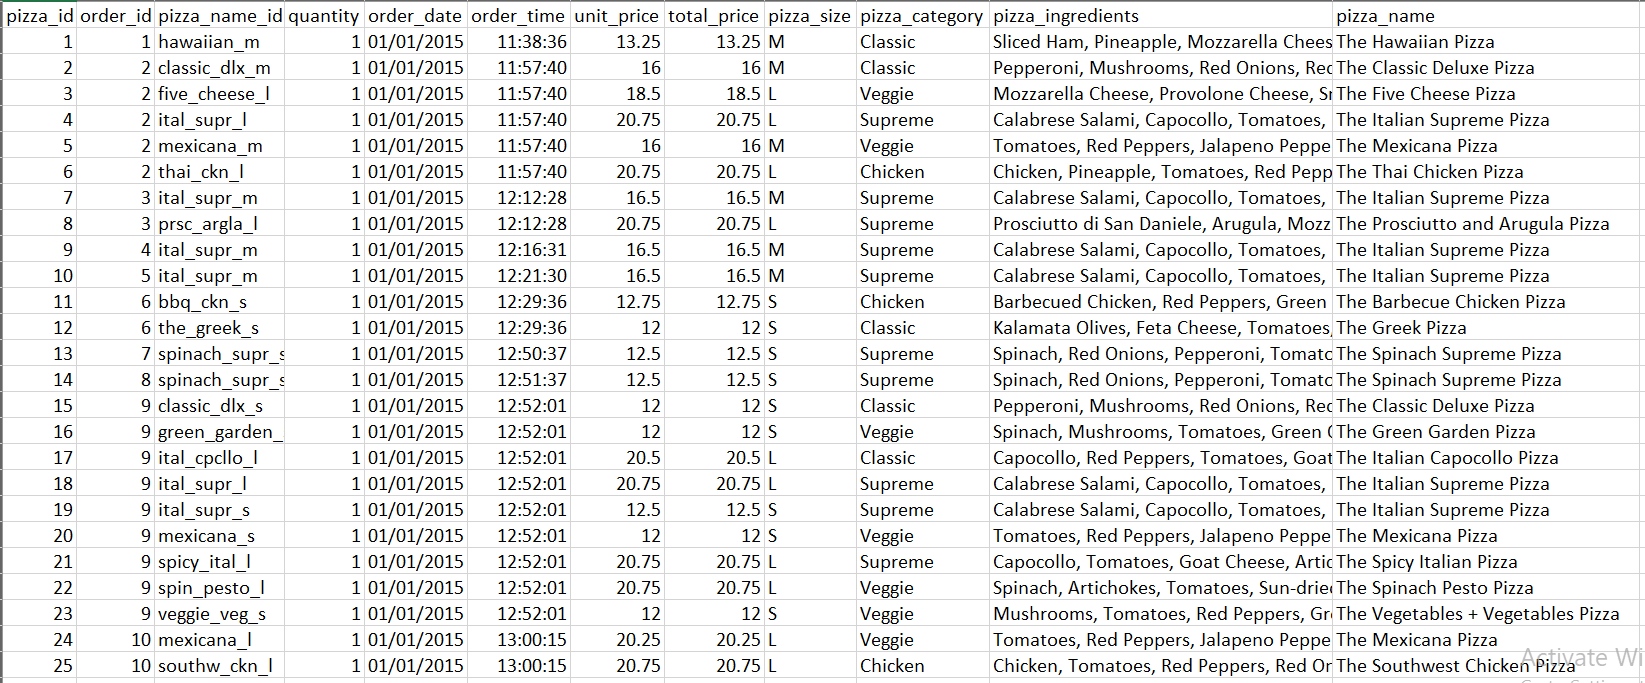 pizza_id order_id pizza_name_id quantity order_date order_time unit_price total_price pizza_size pizza_category pizza_ingredients pizza_name
1 1 hawaiian_m 1 01/01/2015 11:38:36 13.25 13.25 M Classic Sliced Ham, Pineapple, Mozzarella Chees The Hawaiian Pizza
2 2 classic_dlx_m 1 01/01/2015 11:57:40 16 16 M Classic Pepperoni, Mushrooms, Red Onions, Red The Classic Deluxe Pizza
3 2 five_cheese_l 1 01/01/2015 11:57:40 18.5 18.5 L Veggie Mozzarella Cheese, Provolone Cheese, Sm The Five Cheese Pizza
4 2 ital_supr_l 1 01/01/2015 11:57:40 20.75 20.75 L Supreme Calabrese Salami, Capocollo, Tomatoes, The Italian Supreme Pizza
5 2 mexicana_m 1 01/01/2015 11:57:40 16 16 M Veggie Tomatoes, Red Peppers, Jalapeno Peppe The Mexicana Pizza
6 2 thai_ckn_l 1 01/01/2015 11:57:40 20.75 20.75 L Chicken Chicken, Pineapple, Tomatoes, Red Pepp The Thai Chicken Pizza
7 3 ital_supr_m 1 01/01/2015 12:12:28 16.5 16.5 M Supreme Calabrese Salami, Capocollo, Tomatoes, The Italian Supreme Pizza
8 3 prsc_argla_l 1 01/01/2015 12:12:28 20.75 20.75 L Supreme Prosciutto di San Daniele, Arugula, Mozz The Prosciutto and Arugula Pizza
9 4 ital_supr_m 1 01/01/2015 12:16:31 16.5 16.5 M Supreme Calabrese Salami, Capocollo, Tomatoes, The Italian Supreme Pizza
10 5 ital_supr_m 1 01/01/2015 12:21:30 16.5 16.5 M Supreme Calabrese Salami, Capocollo, Tomatoes, The Italian Supreme Pizza
11 6 bbq_ckn_s 1 01/01/2015 12:29:36 12.75 12.75 S Chicken Barbecued Chicken, Red Peppers, Green The Barbecue Chicken Pizza
12 6 the_greek_s 1 01/01/2015 12:29:36 12 12 S Classic Kalamata Olives, Feta Cheese, Tomatoes, The Greek Pizza
13 7 spinach_supr_s 1 01/01/2015 12:50:37 12.5 12.5 S Supreme Spinach, Red Onions, Pepperoni, Tomato The Spinach Supreme Pizza
14 8 spinach_supr_s 1 01/01/2015 12:51:37 12.5 12.5 S Supreme Spinach, Red Onions, Pepperoni, Tomato The Spinach Supreme Pizza
15 9 classic_dlx_s 1 01/01/2015 12:52:01 12 12 S Classic Pepperoni, Mushrooms, Red Onions, Red The Classic Deluxe Pizza
16 9 green_garden_ 1 01/01/2015 12:52:01 12 12 S Veggie Spinach, Mushrooms, Tomatoes, Green The Green Garden Pizza
17 9 ital_cpcllo_l 1 01/01/2015 12:52:01 20.5 20.5 L Classic Capocollo, Red Peppers, Tomatoes, Goat The Italian Capocollo Pizza
18 9 ital_supr_l 1 01/01/2015 12:52:01 20.75 20.75 L Supreme Calabrese Salami, Capocollo, Tomatoes, The Italian Supreme Pizza
19 9 ital_supr_s 1 01/01/2015 12:52:01 12.5 12.5 S Supreme Calabrese Salami, Capocollo, Tomatoes, The Italian Supreme Pizza
20 9 mexicana_s 1 01/01/2015 12:52:01 12 12 S Veggie Tomatoes, Red Peppers, Jalapeno Peppe The Mexicana Pizza
21 9 spicy_ital_l 1 01/01/2015 12:52:01 20.75 20.75 L Supreme Capocollo, Tomatoes, Goat Cheese, Artic The Spicy Italian Pizza
22 9 spin_pesto_l 1 01/01/2015 12:52:01 20.75 20.75 L Veggie Spinach, Artichokes, Tomatoes, Sun-drie The Spinach Pesto Pizza
23 9 veggie_veg_s 1 01/01/2015 12:52:01 12 12 S Veggie Mushrooms, Tomatoes, Red Peppers, Gr The Vegetables + Vegetables Pizza
24 10 mexicana_l 1 01/01/2015 13:00:15 20.25 20.25 L Veggie Tomatoes, Red Peppers, Jalapeno Peppe The Mexicana Pizza
25 10 southw_ckn_l 1 01/01/2015 13:00:15 20.75 20.75 L Chicken Chicken, Tomatoes, Red Peppers, Red On The Southwest Chicken Pizza
Activate Wi